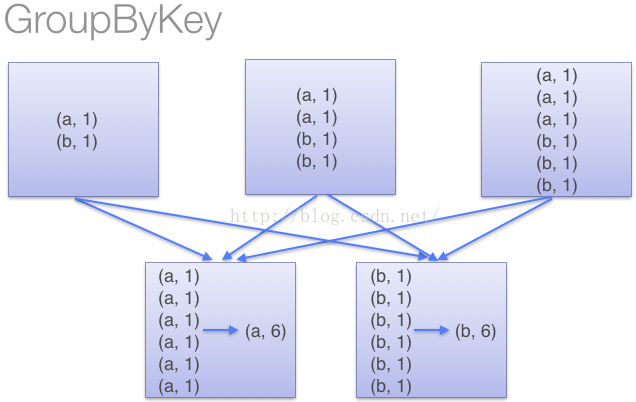 GroupByKey
(a, 1)
(b, 1)
(a, 1)
(a, 1)
(b, 1)
(b, 1)
(a, 1)
(a, 1)
(a, 1)
(b, 1)
(b, 1)
(b, 1)
http://blog.csdn.net/
(a, 1)
(a, 1)
(a, 1)
(a, 1)
(a, 1)
(a, 1)
(a, 6)
(b, 1)
(b, 1)
(b, 1)
(b, 1)
(b, 1)
(b, 1)
(b, 6)